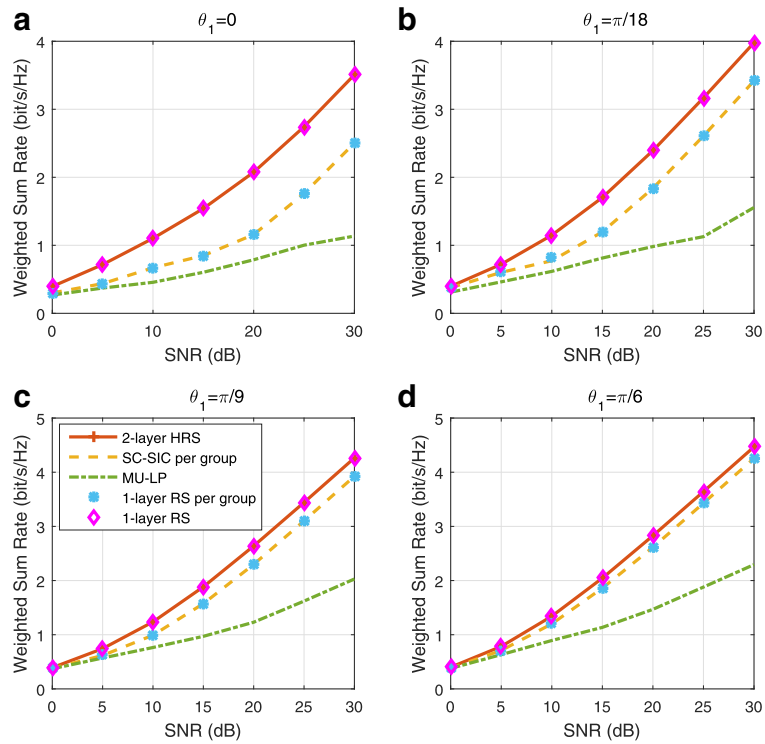 a
θ1=0
4
3
2
1
0
Weighted Sum Rate (bit/s/Hz)
0 10 20 30
SNR (dB)
b
θ1=π/18
4
3
2
1
0
Weighted Sum Rate (bit/s/Hz)
0 5 10 15 20 25 30
SNR (dB)
c
θ1=π/9
5
4
3
2
1
0
Weighted Sum Rate (bit/s/Hz)
2-layer HRS
SC-SIC per group
MU-LP
1-layer RS per group
1-layer RS
0 5 10 15 20 25 30
SNR (dB)
d
θ1=π/6
5
4
3
2
1
0
Weighted Sum Rate (bit/s/Hz)
0 5 10 15 20 25 30
SNR (dB)